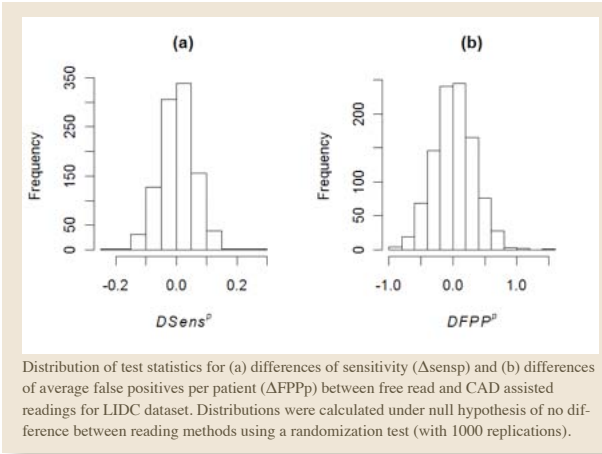 (a)
(b)
Frequency
350
250
150
50
0
-0.2
0.0
0.2
DSensᵖ
Frequency
200
100
50
0
-1.0
0.0
1.0
DFPPᵖ
Distribution of test statistics for (a) differences of sensitivity (Δsensp) and (b) differences
of average false positives per patient (ΔFPPp) between free read and CAD assisted
readings for LIDC dataset. Distributions were calculated under null hypothesis of no dif-
ference between reading methods using a randomization test (with 1000 replications).